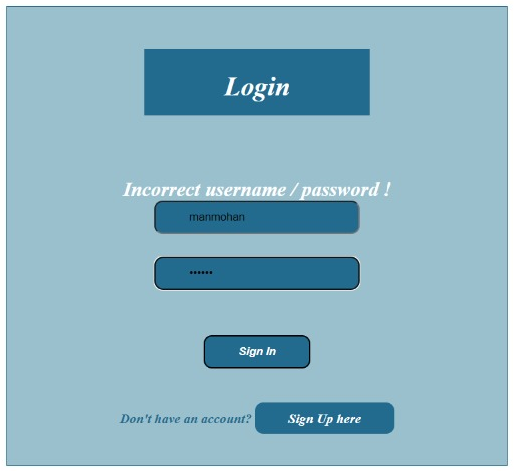 Login
Incorrect username / password !
manmohan
••••••
Sign In
Don't have an account? Sign Up here